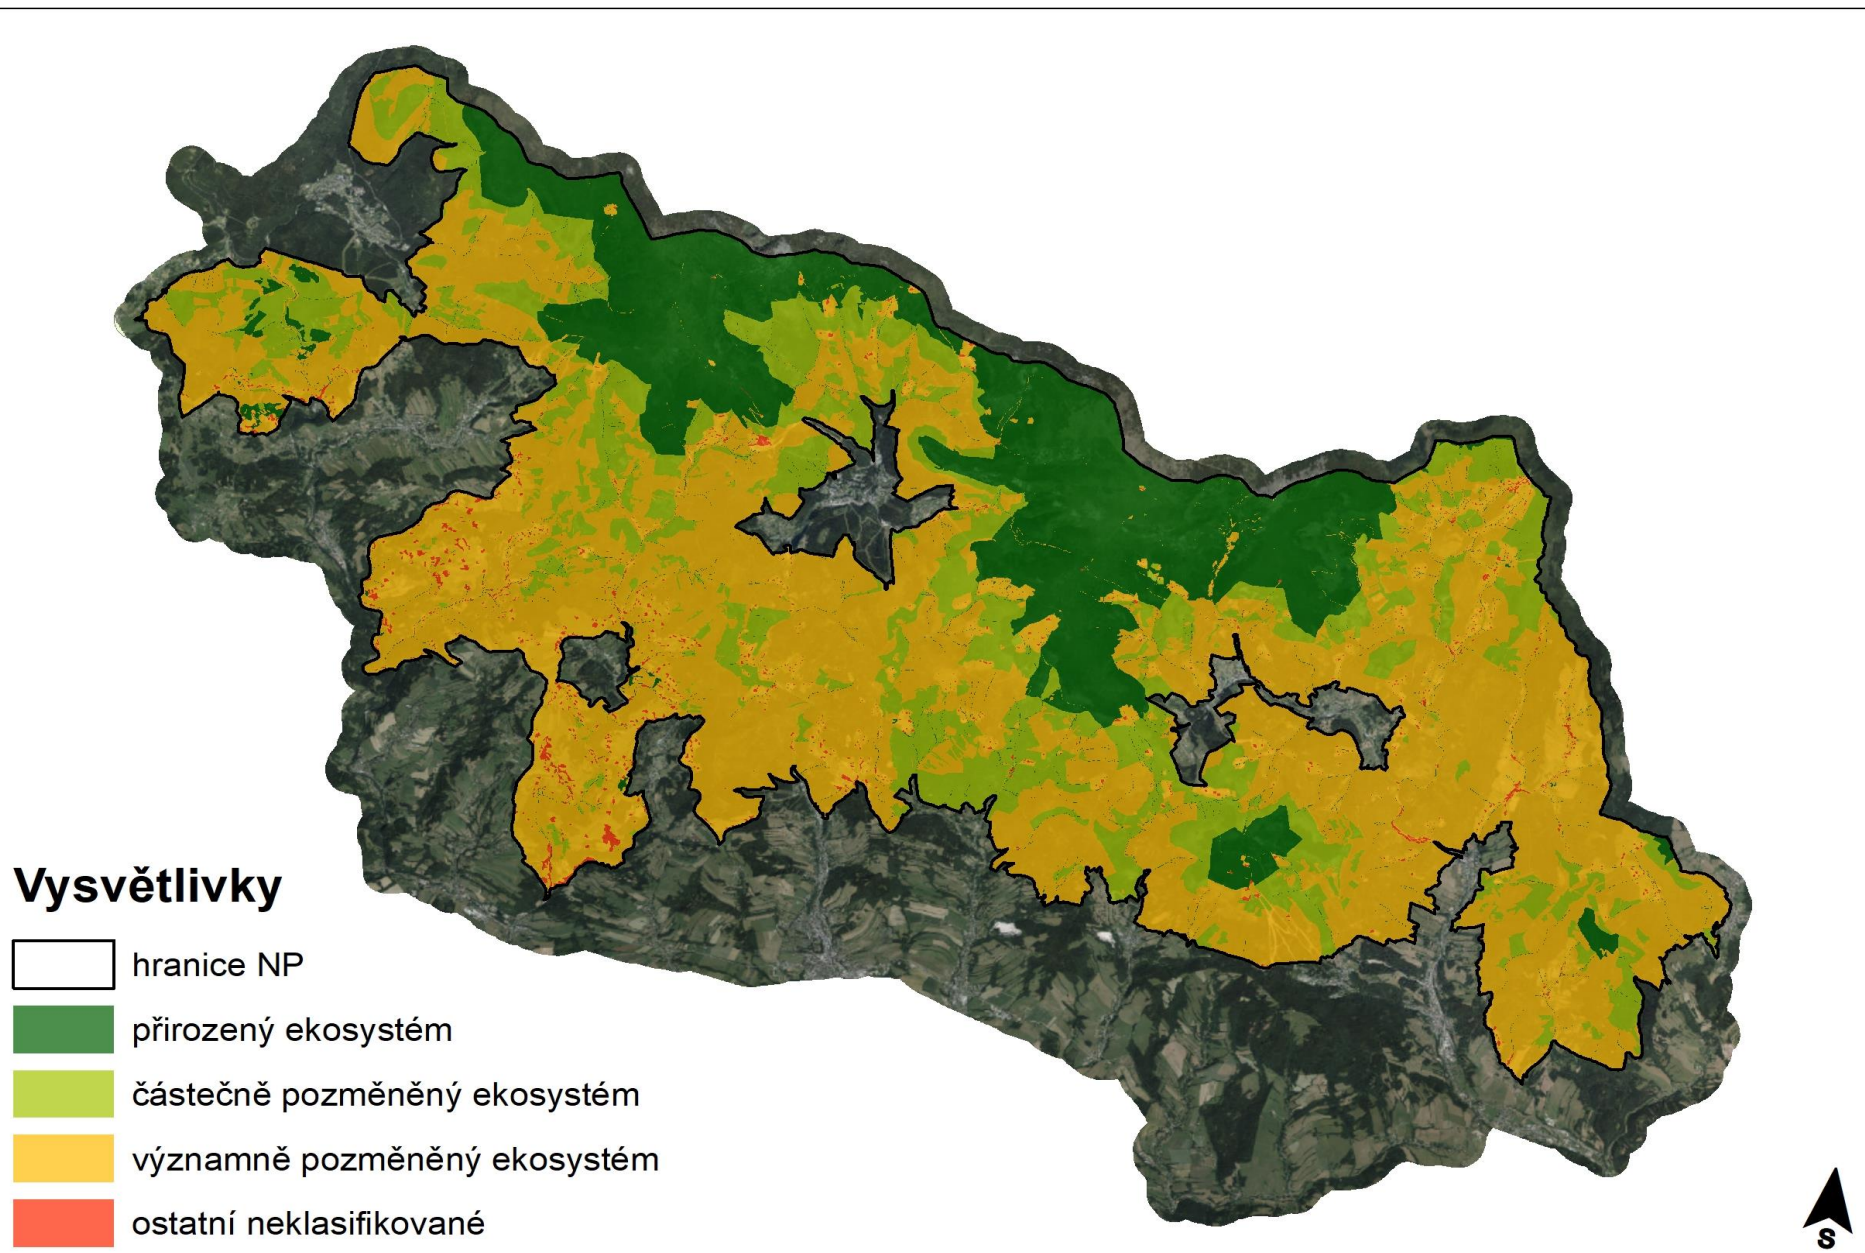 Vysvětlivky
hranice NP
přirozený ekosystém
částečně pozměněný ekosystém
významně pozměněný ekosystém
ostatní neklasifikované
S